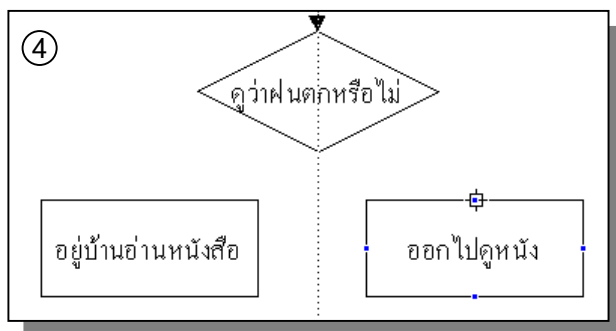 ④
ดูว่าฝนตกหรือไม่
อยู่บ้านอ่านหนังสือ
ออกไปดูหนัง